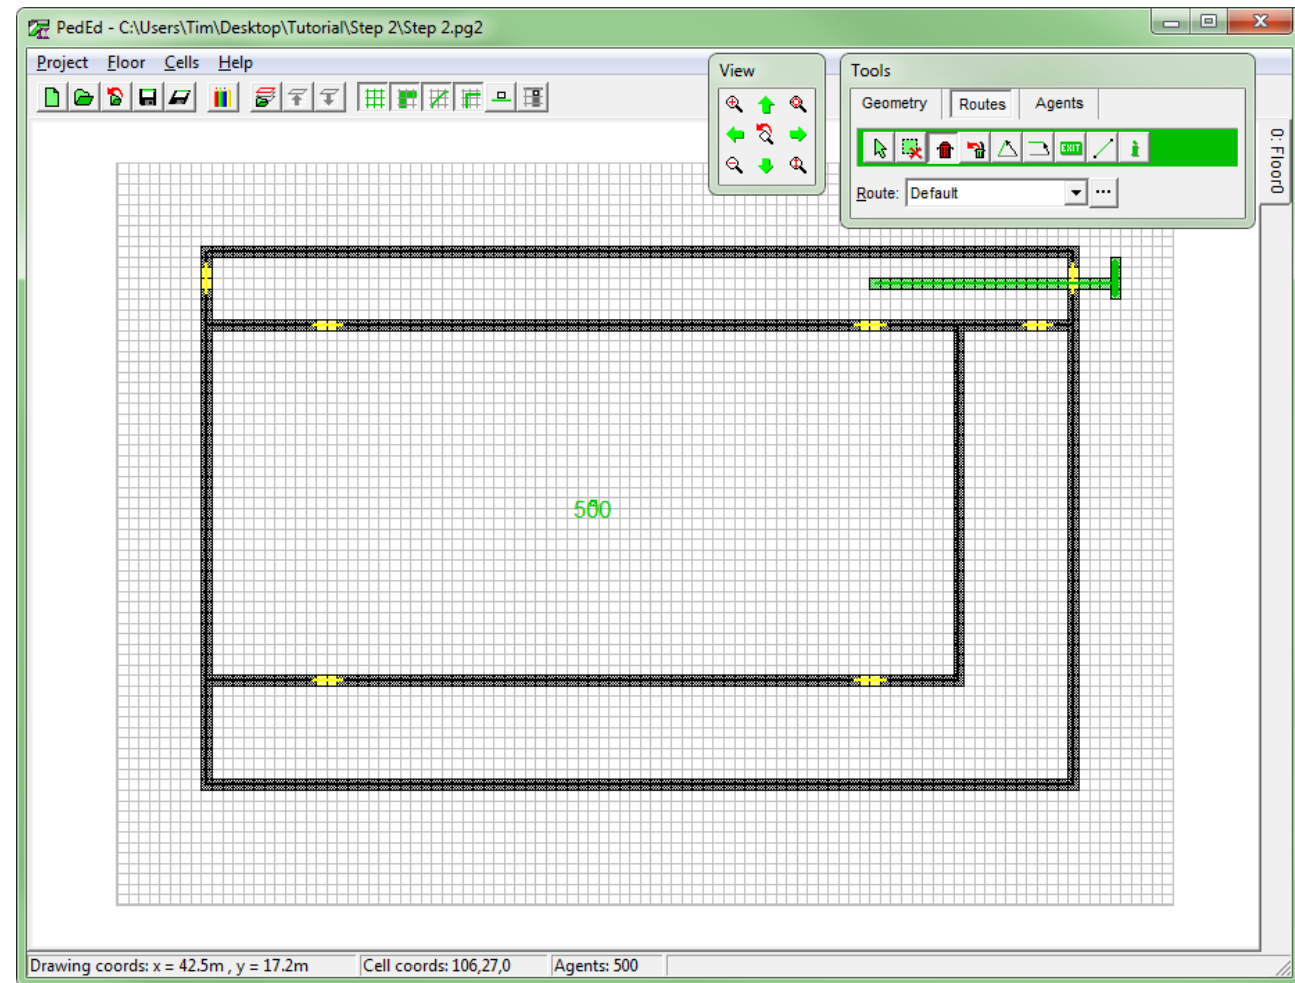 PedEd - C:\Users\Tim\Desktop\Tutorial\Step 2\Step 2.pg2
Project Floor Cells Help
View
Tools
Geometry Routes Agents
EXIT
Route: Default
0: Floor0
500
Drawing coords: x = 42.5m , y = 17.2m Cell coords: 106,27,0 Agents: 500